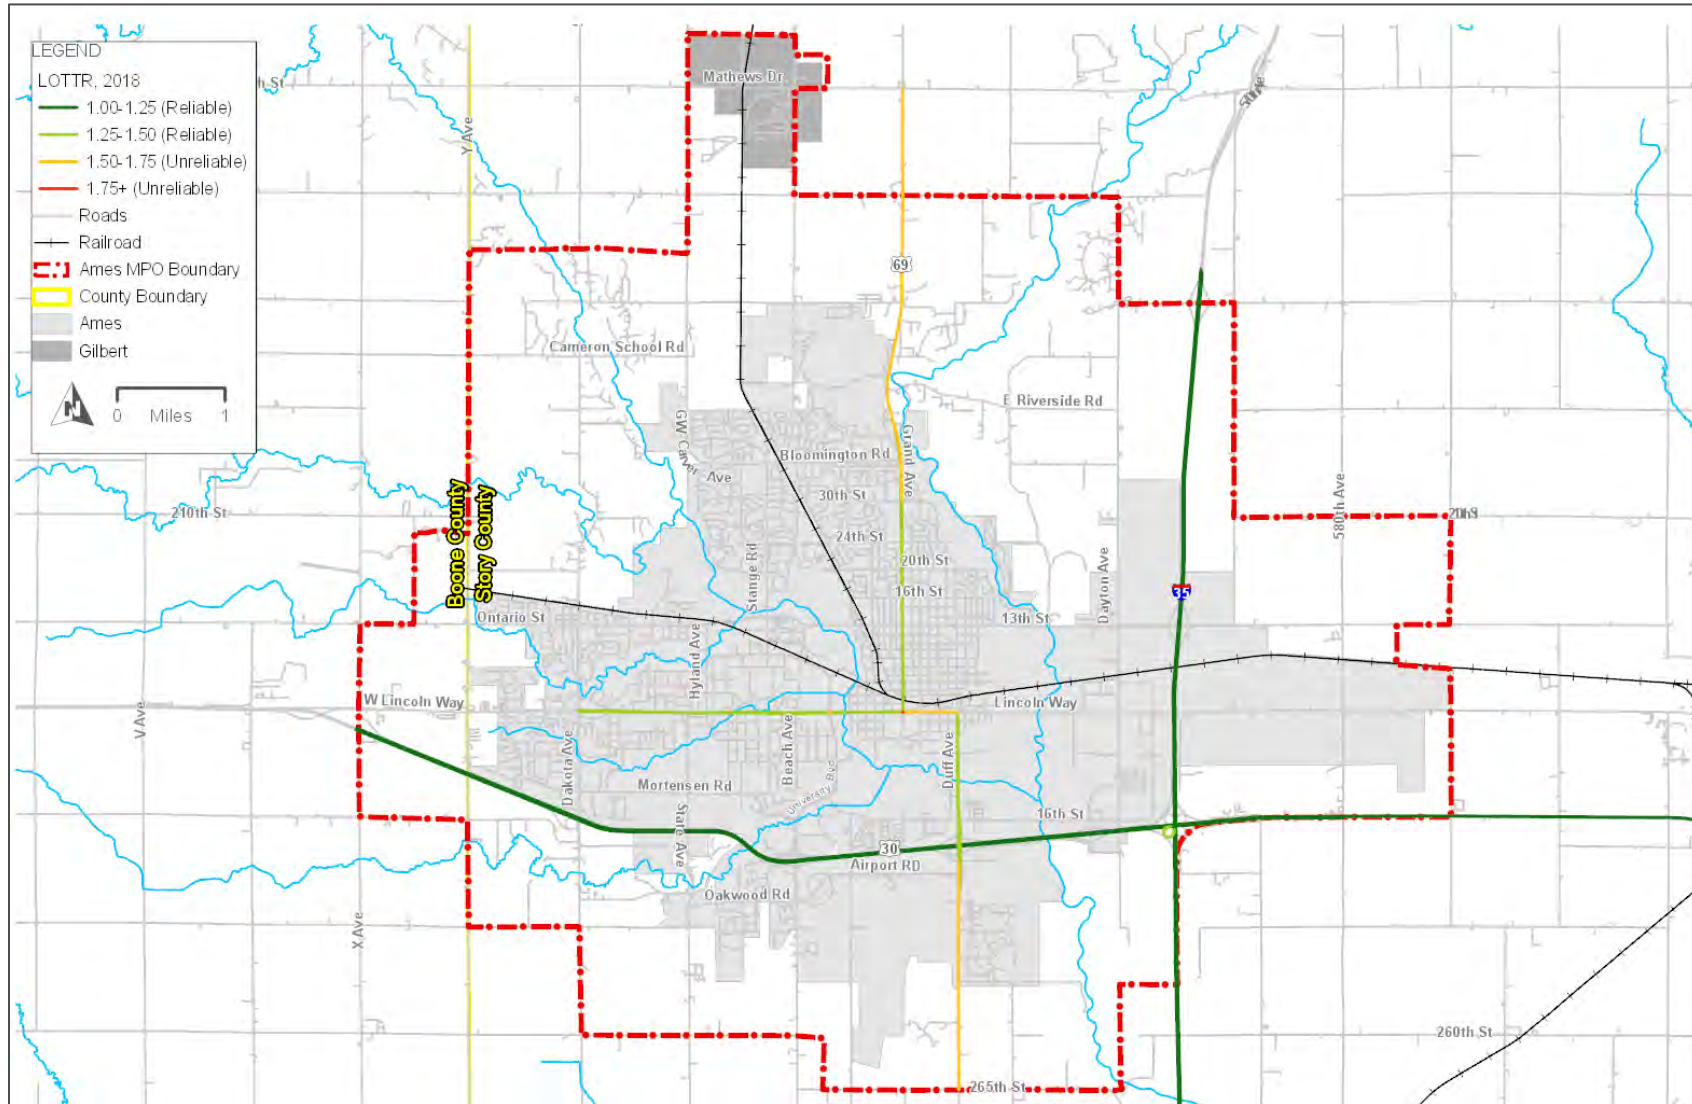 LEGEND
LOTTR, 2018
1.00-1.25 (Reliable)
1.25-1.50 (Reliable)
1.50-1.75 (Unreliable)
1.75+ (Unreliable)
Roads
Railroad
Ames MPO Boundary
County Boundary
Ames
Gilbert
N
0 Miles 1
h St
Y Ave
Mathews Dr.
69
Cameron School Rd
E Riverside Rd
GW Carver Ave
Bloomington Rd
Grand Ave
30th St
24th St
20th St
16th St
13th St
210th St
Boone County
Story County
Ontario St
Stange Rd
Hyland Ave
Dayton Ave
35
580th Ave
W Lincoln Way
Lincoln Way
V Ave
Dakota Ave
Beach Ave
Duff Ave
Mortensen Rd
University Blvd
State Ave
16th St
30
Airport RD
Oakwood Rd
X Ave
260th St
265th St